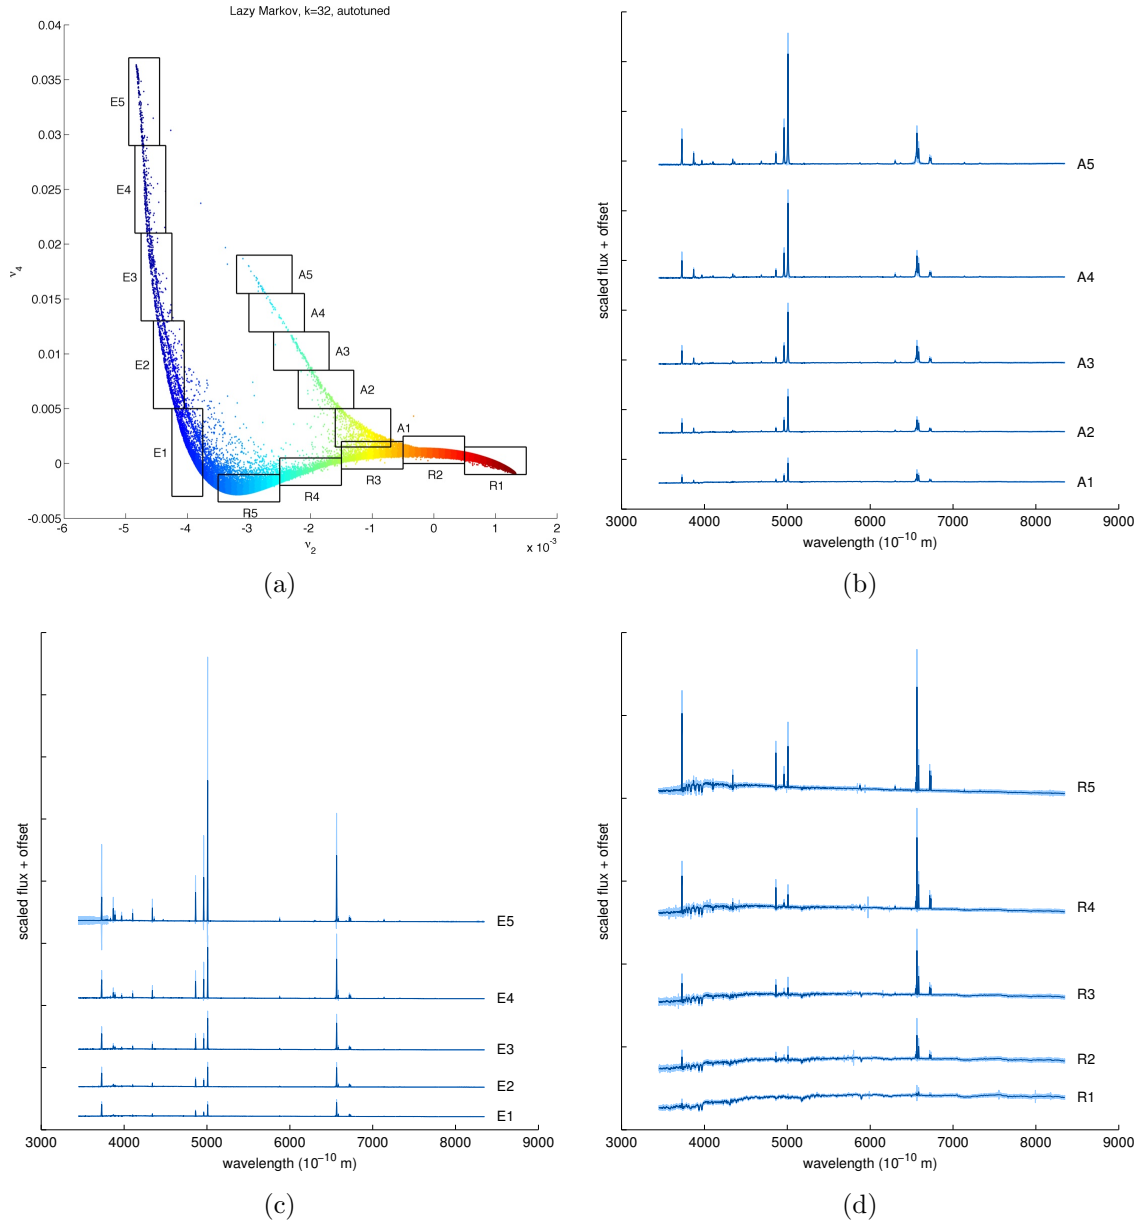 Lazy Markov, k=32, autotuned
0.04
0.035
0.03
0.025
0.02
0.015
0.01
0.005
0
-0.005
ν4
E5
E4
E3
E2
E1
A5
A4
A3
A2
A1
R5
R4
R3
R2
R1
-6 -5 -4 -3 -2 -1 0 1 2
x 10⁻³
ν2
(a)
scaled flux + offset
A5
A4
A3
A2
A1
3000 4000 5000 6000 7000 8000 9000
wavelength (10⁻¹⁰ m)
(b)
scaled flux + offset
E5
E4
E3
E2
E1
3000 4000 5000 6000 7000 8000 9000
wavelength (10⁻¹⁰ m)
(c)
scaled flux + offset
R5
R4
R3
R2
R1
3000 4000 5000 6000 7000 8000 9000
wavelength (10⁻¹⁰ m)
(d)